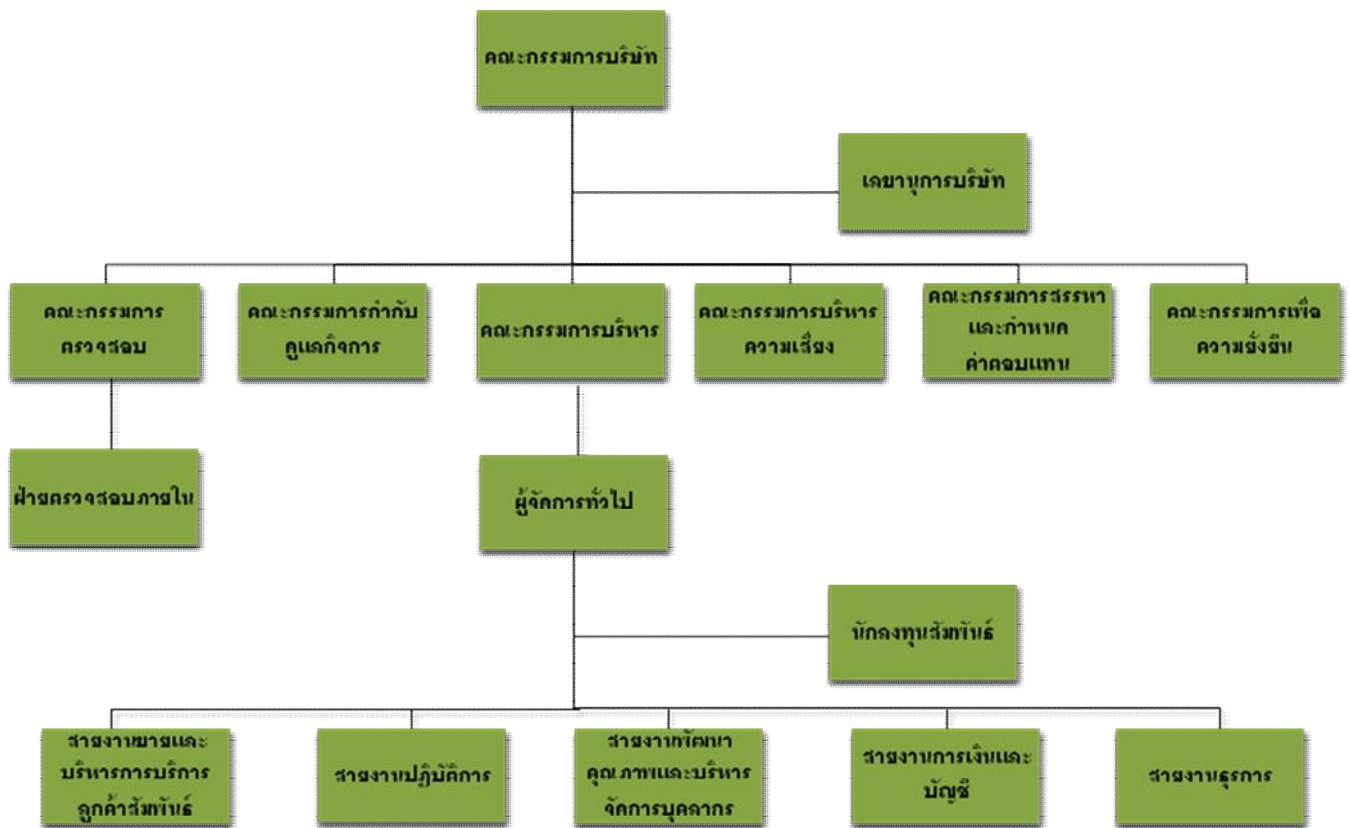 คณะกรรมการบริษัท
เลขานุการบริษัท
คณะกรรมการ
ตรวจสอบ
คณะกรรมการกำกับ
ดูแลกิจการ
คณะกรรมการบริหาร
คณะกรรมการบริหาร
ความเสี่ยง
คณะกรรมการสรรหา
และกำหนด
ค่าตอบแทน
คณะกรรมการเพื่อ
ความยั่งยืน
ฝ่ายตรวจสอบภายใน
ผู้จัดการทั่วไป
นักลงทุนสัมพันธ์
สายงานขายและ
บริหารการบริการ
ลูกค้าสัมพันธ์
สายงานปฏิบัติการ
สายงานพัฒนา
คุณภาพและบริหาร
จัดการบุคลากร
สายงานการเงินและ
บัญชี
สายงานธุรการ